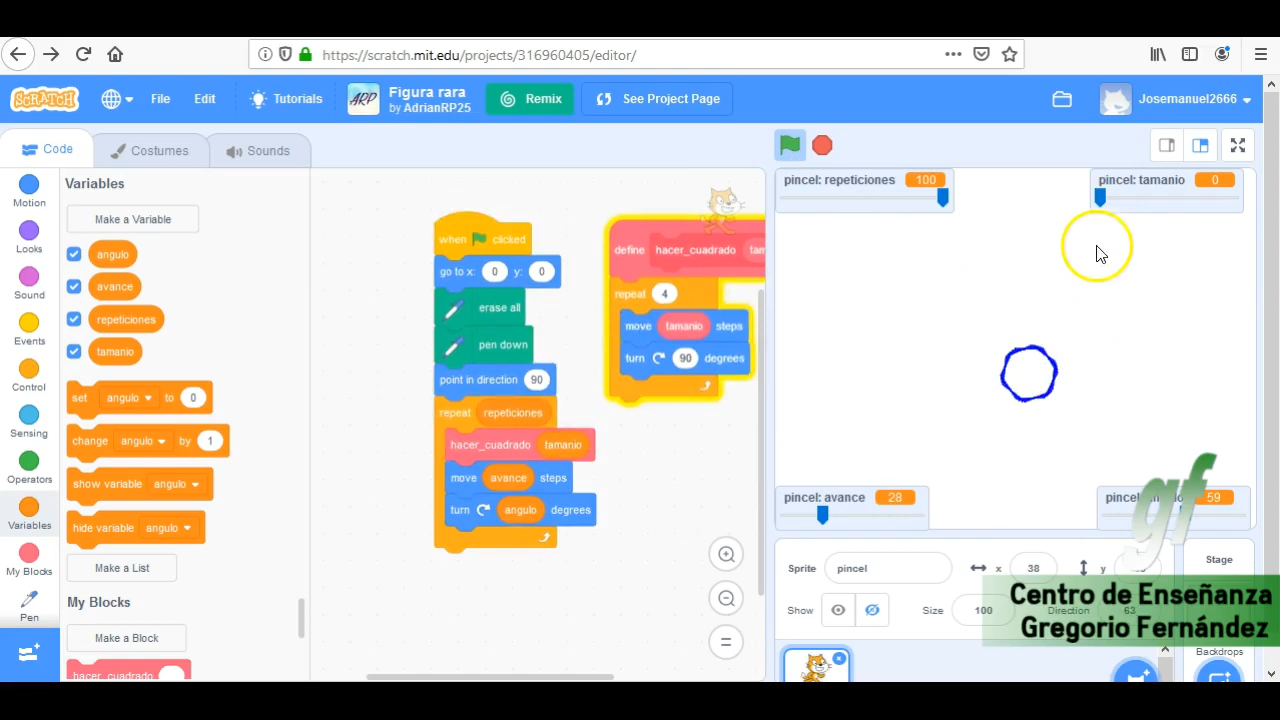 https://scratch.mit.edu/projects/316960405/editor/
SCRATCH
File
Edit
Tutorials
ARP
Figura rara
by AdrianRP25
Remix
See Project Page
Josemanuel2666
Code
Costumes
Sounds
Motion
Looks
Sound
Events
Control
Sensing
Operators
Variables
My Blocks
Pen
Variables
Make a Variable
angulo
avance
repeticiones
tamanio
set angulo to 0
change angulo by 1
show variable angulo
hide variable angulo
Make a List
My Blocks
Make a Block
hacer_cuadrado
when clicked
go to x: 0 y: 0
erase all
pen down
point in direction 90
repeat repeticiones
hacer_cuadrado tamanio
move avance steps
turn angulo degrees
define hacer_cuadrado
repeat 4
move tamanio steps
turn 90 degrees
pincel: repeticiones 100
pincel: tamanio 0
pincel: avance 28
59
gf
Sprite pincel x 38 y
Show Size 100 Direction 63
Stage
Backdrops
Centro de Enseñanza
Gregorio Fernández